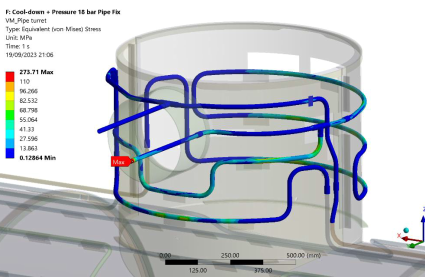 F: Cool-down + Pressure 18 bar Pipe Fix
VM_Pipe turret
Type: Equivalent (von Mises) Stress
Unit: MPa
Time: 1 s
19/09/2023 21:06
273.71 Max
110
96.266
82.532
68.798
55.064
41.33
27.596
13.863
0.12864 Min
Max
0.00
250.00
500.00 (mm)
125.00
375.00
Z
X